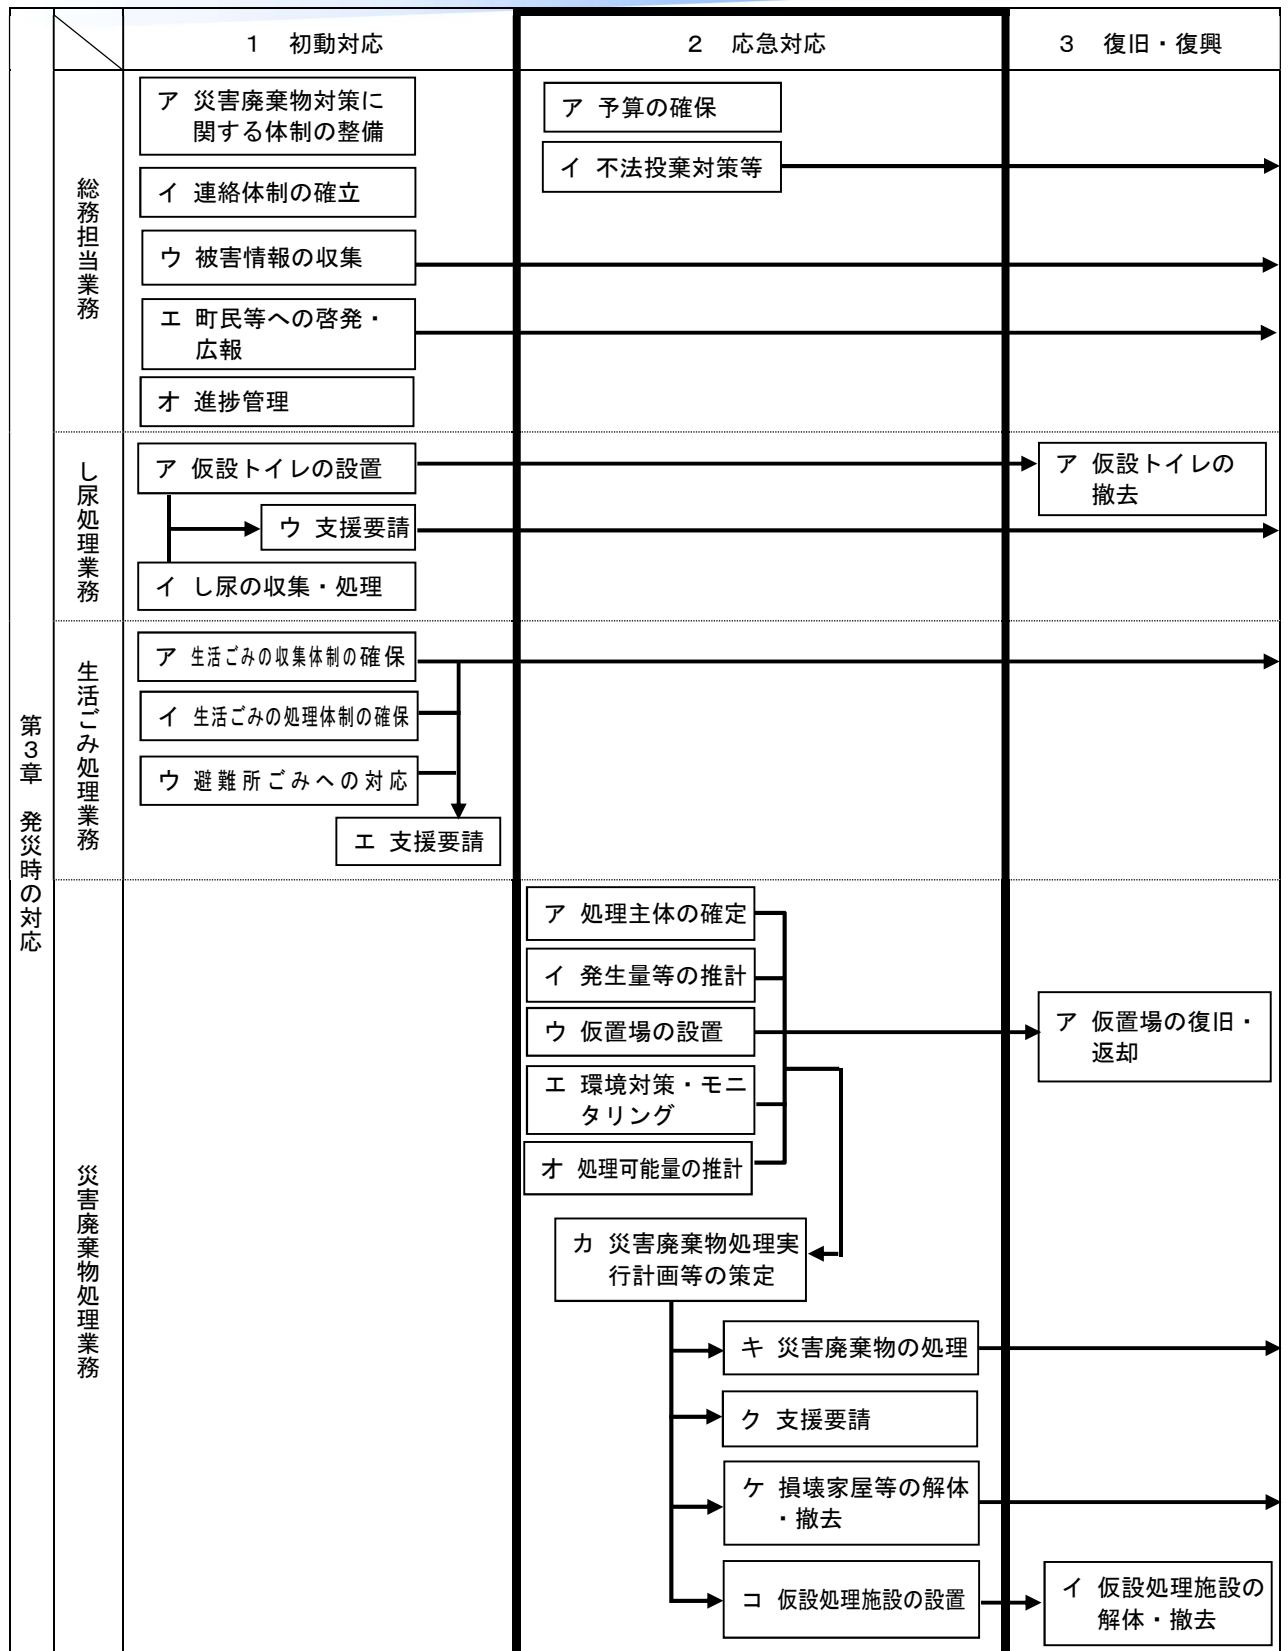 第３章　発災時の対応
１　初動対応
２　応急対応
３　復旧・復興
総務担当業務
ア 災害廃棄物対策に
関する体制の整備
イ 連絡体制の確立
ウ 被害情報の収集
エ 町民等への啓発・
広報
オ 進捗管理
ア 予算の確保
イ 不法投棄対策等
し尿処理業務
ア 仮設トイレの設置
ウ 支援要請
イ し尿の収集・処理
ア 仮設トイレの
撤去
生活ごみ処理業務
ア 生活ごみの収集体制の確保
イ 生活ごみの処理体制の確保
ウ 避難所ごみへの対応
エ 支援要請
災害廃棄物処理業務
ア 処理主体の確定
イ 発生量等の推計
ウ 仮置場の設置
エ 環境対策・モニ
タリング
オ 処理可能量の推計
カ 災害廃棄物処理実
行計画等の策定
キ 災害廃棄物の処理
ク 支援要請
ケ 損壊家屋等の解体
・撤去
コ 仮設処理施設の設置
ア 仮置場の復旧・
返却
イ 仮設処理施設の
解体・撤去